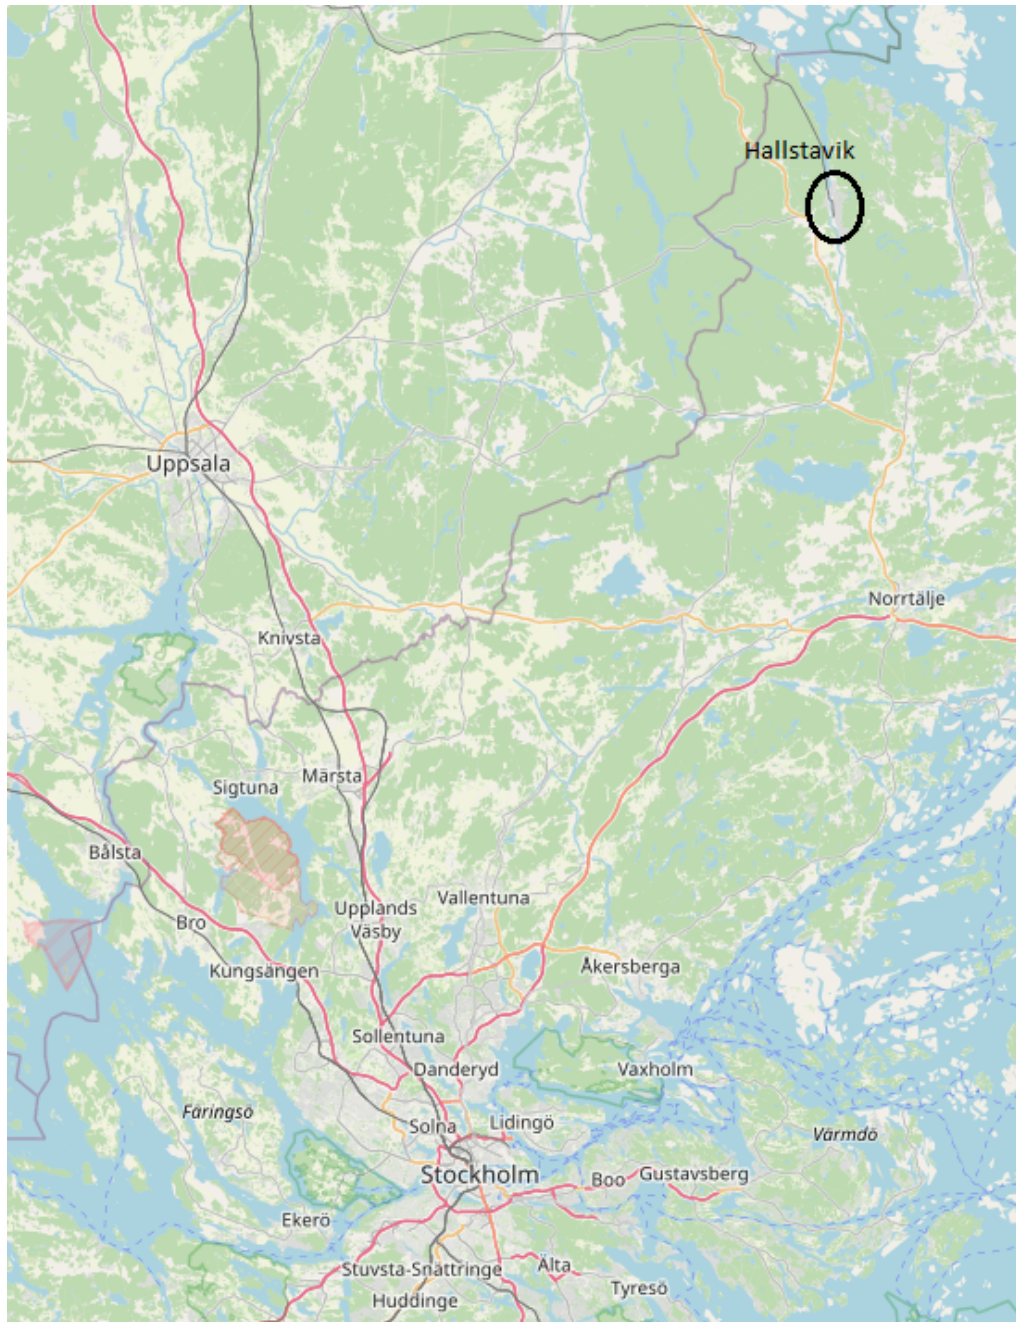 Hallstavik
Uppsala
Norrtälje
Knivsta
Märsta
Sigtuna
Bålsta
Vallentuna
Upplands
Väsby
Bro
Åkersberga
Kungsängen
Sollentuna
Danderyd
Vaxholm
Färingsö
Solna
Lidingö
Värmdö
Stockholm
Boo
Gustavsberg
Ekerö
Stuvsta-Snättringe
Älta
Tyresö
Huddinge